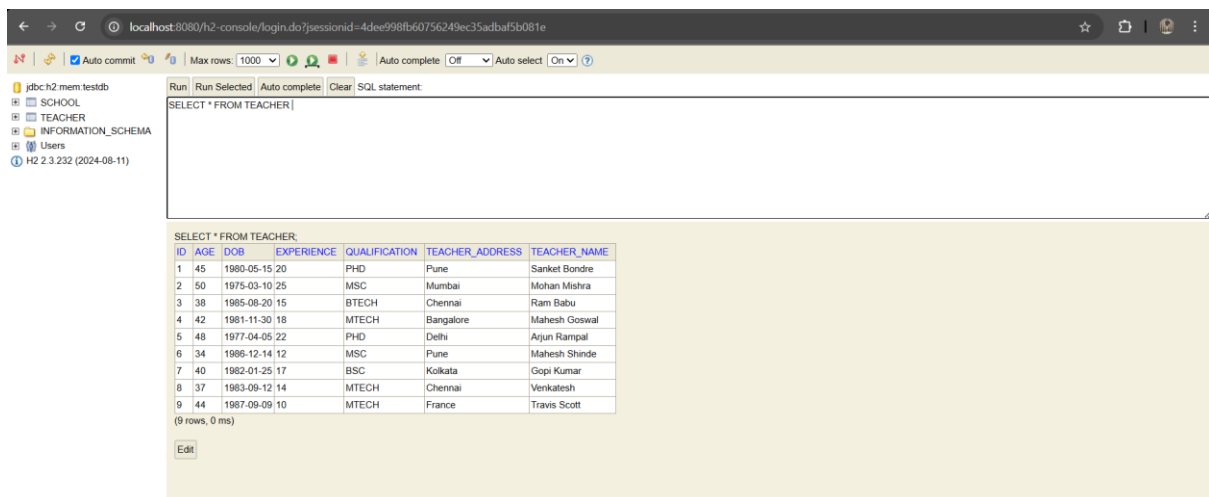 localhost:8080/h2-console/login.do?jsessionid=4dee998fb60756249ec35adbaf5b081e
Auto commit Max rows: 1000 Auto complete Off Auto select On ?
jdbc:h2:mem:testdb
SCHOOL
TEACHER
INFORMATION_SCHEMA
Users
H2 2.3.232 (2024-08-11)
Run Run Selected Auto complete Clear SQL statement:
SELECT * FROM TEACHER
SELECT * FROM TEACHER;
ID AGE DOB EXPERIENCE QUALIFICATION TEACHER_ADDRESS TEACHER_NAME
1 45 1980-05-15 20 PHD Pune Sanket Bondre
2 50 1975-03-10 25 MSC Mumbai Mohan Mishra
3 38 1985-08-20 15 BTECH Chennai Ram Babu
4 42 1981-11-30 18 MTECH Bangalore Mahesh Goswal
5 48 1977-04-05 22 PHD Delhi Arjun Rampal
6 34 1986-12-14 12 MSC Pune Mahesh Shinde
7 40 1982-01-25 17 BSC Kolkata Gopi Kumar
8 37 1983-09-12 14 MTECH Chennai Venkatesh
9 44 1987-09-09 10 MTECH France Travis Scott
(9 rows, 0 ms)
Edit